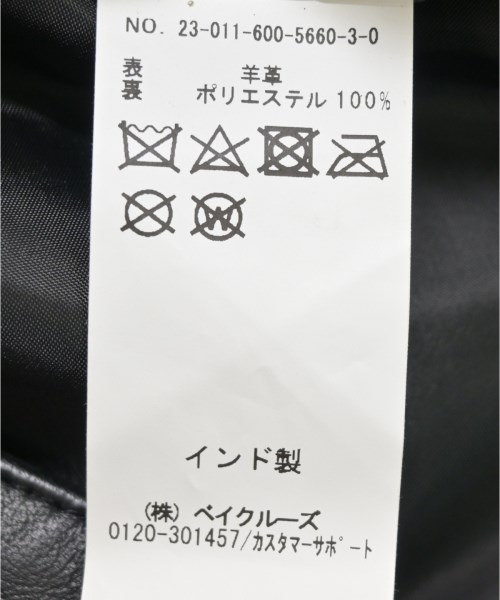 NO. 23-011-600-5660-3-0
表 羊革
裏 ポリエステル 100%
W
インド製
(株) ベイクルーズ
0120-301457/カスタマーサポート